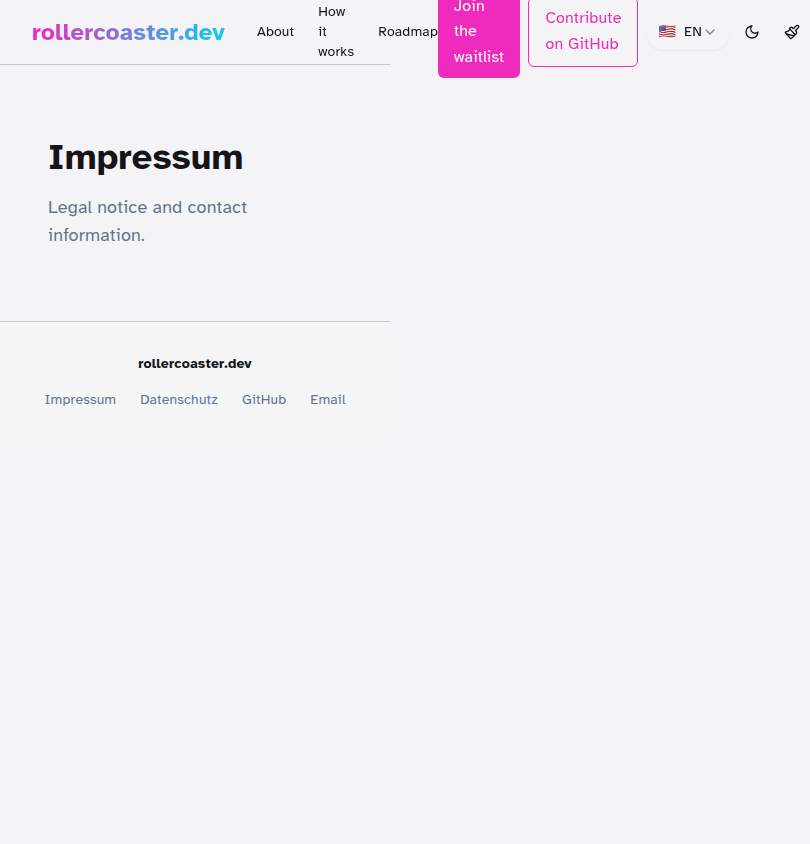 rollercoaster.dev
About
How
it
works
Roadmap
Join
the
waitlist
Contribute
on GitHub
EN
Impressum
Legal notice and contact
information.
rollercoaster.dev
Impressum Datenschutz GitHub Email